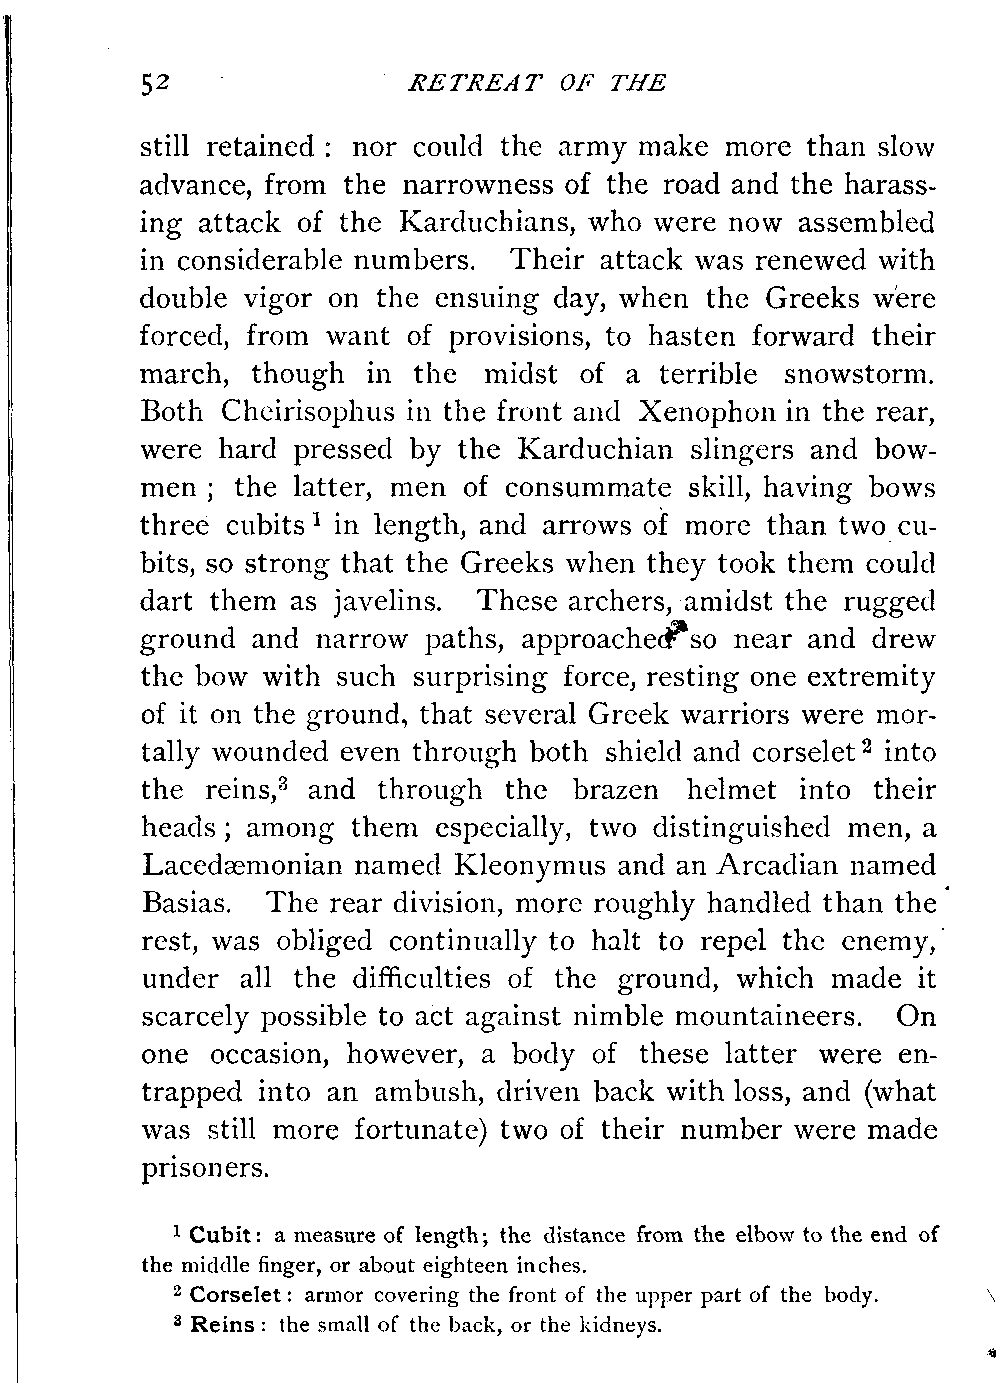 52 RETREAT OF THE
still retained : nor could the army make more than slow
advance, from the narrowness of the road and the harass-
ing attack of the Karduchians, who were now assembled
in considerable numbers. Their attack was renewed with
double vigor on the ensuing day, when the Greeks were
forced, from want of provisions, to hasten forward their
march, though in the midst of a terrible snowstorm.
Both Cheirisophus in the front and Xenophon in the rear,
were hard pressed by the Karduchian slingers and bow-
men ; the latter, men of consummate skill, having bows
three cubits ¹ in length, and arrows of more than two cu-
bits, so strong that the Greeks when they took them could
dart them as javelins. These archers, amidst the rugged
ground and narrow paths, approached so near and drew
the bow with such surprising force, resting one extremity
of it on the ground, that several Greek warriors were mor-
tally wounded even through both shield and corselet ² into
the reins,³ and through the brazen helmet into their
heads ; among them especially, two distinguished men, a
Lacedæmonian named Kleonymus and an Arcadian named
Basias. The rear division, more roughly handled than the
rest, was obliged continually to halt to repel the enemy,
under all the difficulties of the ground, which made it
scarcely possible to act against nimble mountaineers. On
one occasion, however, a body of these latter were en-
trapped into an ambush, driven back with loss, and (what
was still more fortunate) two of their number were made
prisoners.
¹ Cubit : a measure of length; the distance from the elbow to the end of
the middle finger, or about eighteen inches.
² Corselet : armor covering the front of the upper part of the body.
³ Reins : the small of the back, or the kidneys.